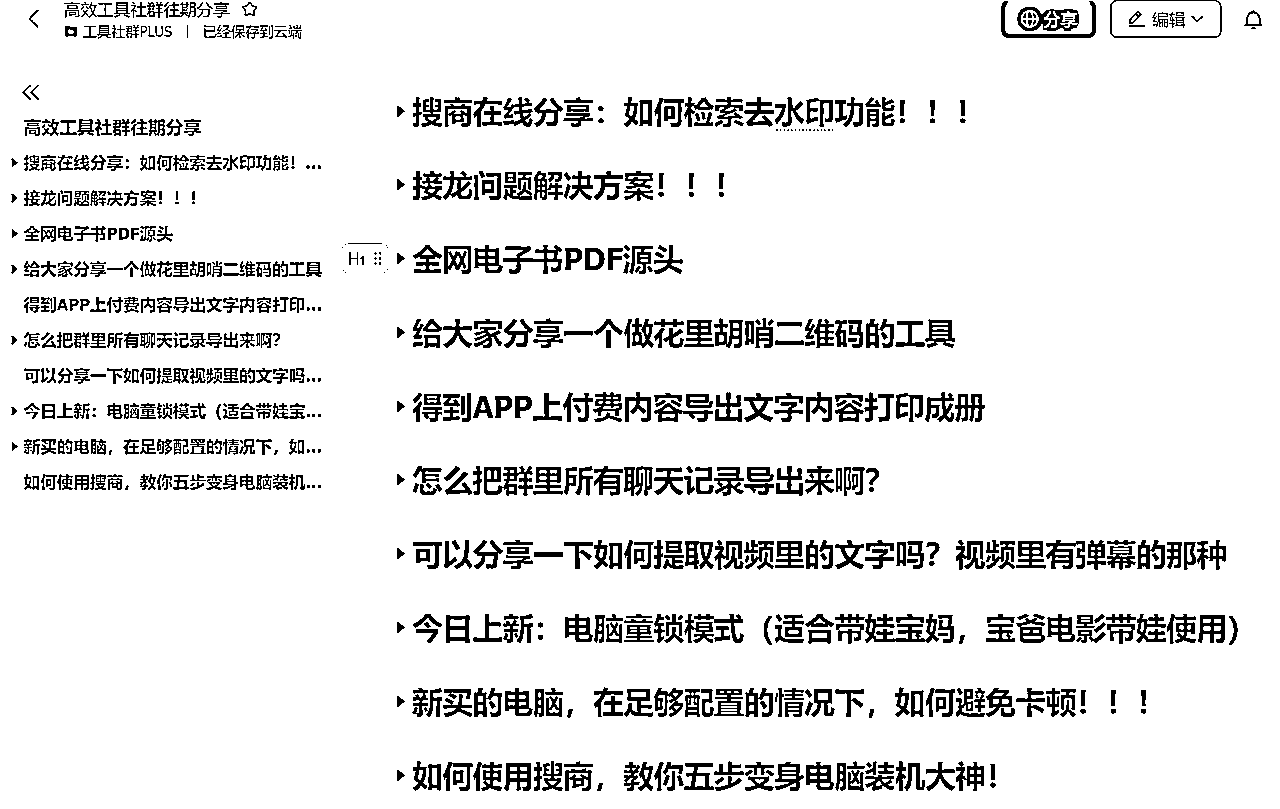 高效工具社群往期分享
工具社群PLUS | 已经保存到云端
分享
编辑
高效工具社群往期分享
搜商在线分享：如何检索去水印功能！...
接龙问题解决方案！！！
全网电子书PDF源头
给大家分享一个做花里胡哨二维码的工具
得到APP上付费内容导出文字内容打印...
怎么把群里所有聊天记录导出来啊？
可以分享一下如何提取视频里的文字吗...
今日上新：电脑童锁模式（适合带娃宝...
新买的电脑，在足够配置的情况下，如...
如何使用搜商，教你五步变身电脑装机...
搜商在线分享：如何检索去水印功能！！！
接龙问题解决方案！！！
H1
全网电子书PDF源头
给大家分享一个做花里胡哨二维码的工具
得到APP上付费内容导出文字内容打印成册
怎么把群里所有聊天记录导出来啊？
可以分享一下如何提取视频里的文字吗？视频里有弹幕的那种
今日上新：电脑童锁模式（适合带娃宝妈，宝爸电影带娃使用）
新买的电脑，在足够配置的情况下，如何避免卡顿！！！
如何使用搜商，教你五步变身电脑装机大神！